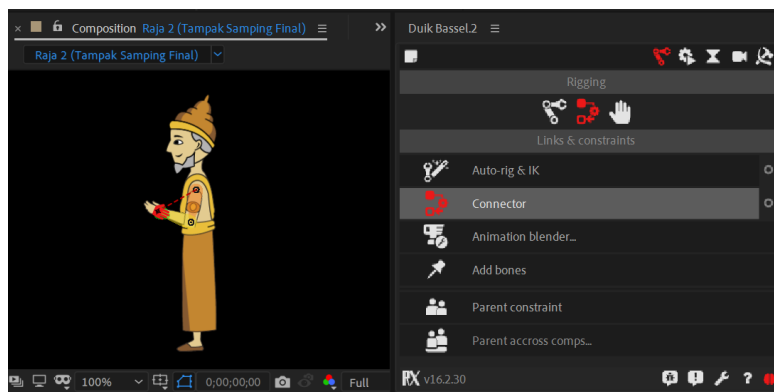 Composition Raja 2 (Tampak Samping Final)
Raja 2 (Tampak Samping Final)
100%
0;00;00;00
Full
Duik Bassel.2
Rigging
Links & constraints
Auto-rig & IK
Connector
Animation blender...
Add bones
Parent constraint
Parent accross comps...
RX v16.2.30
?